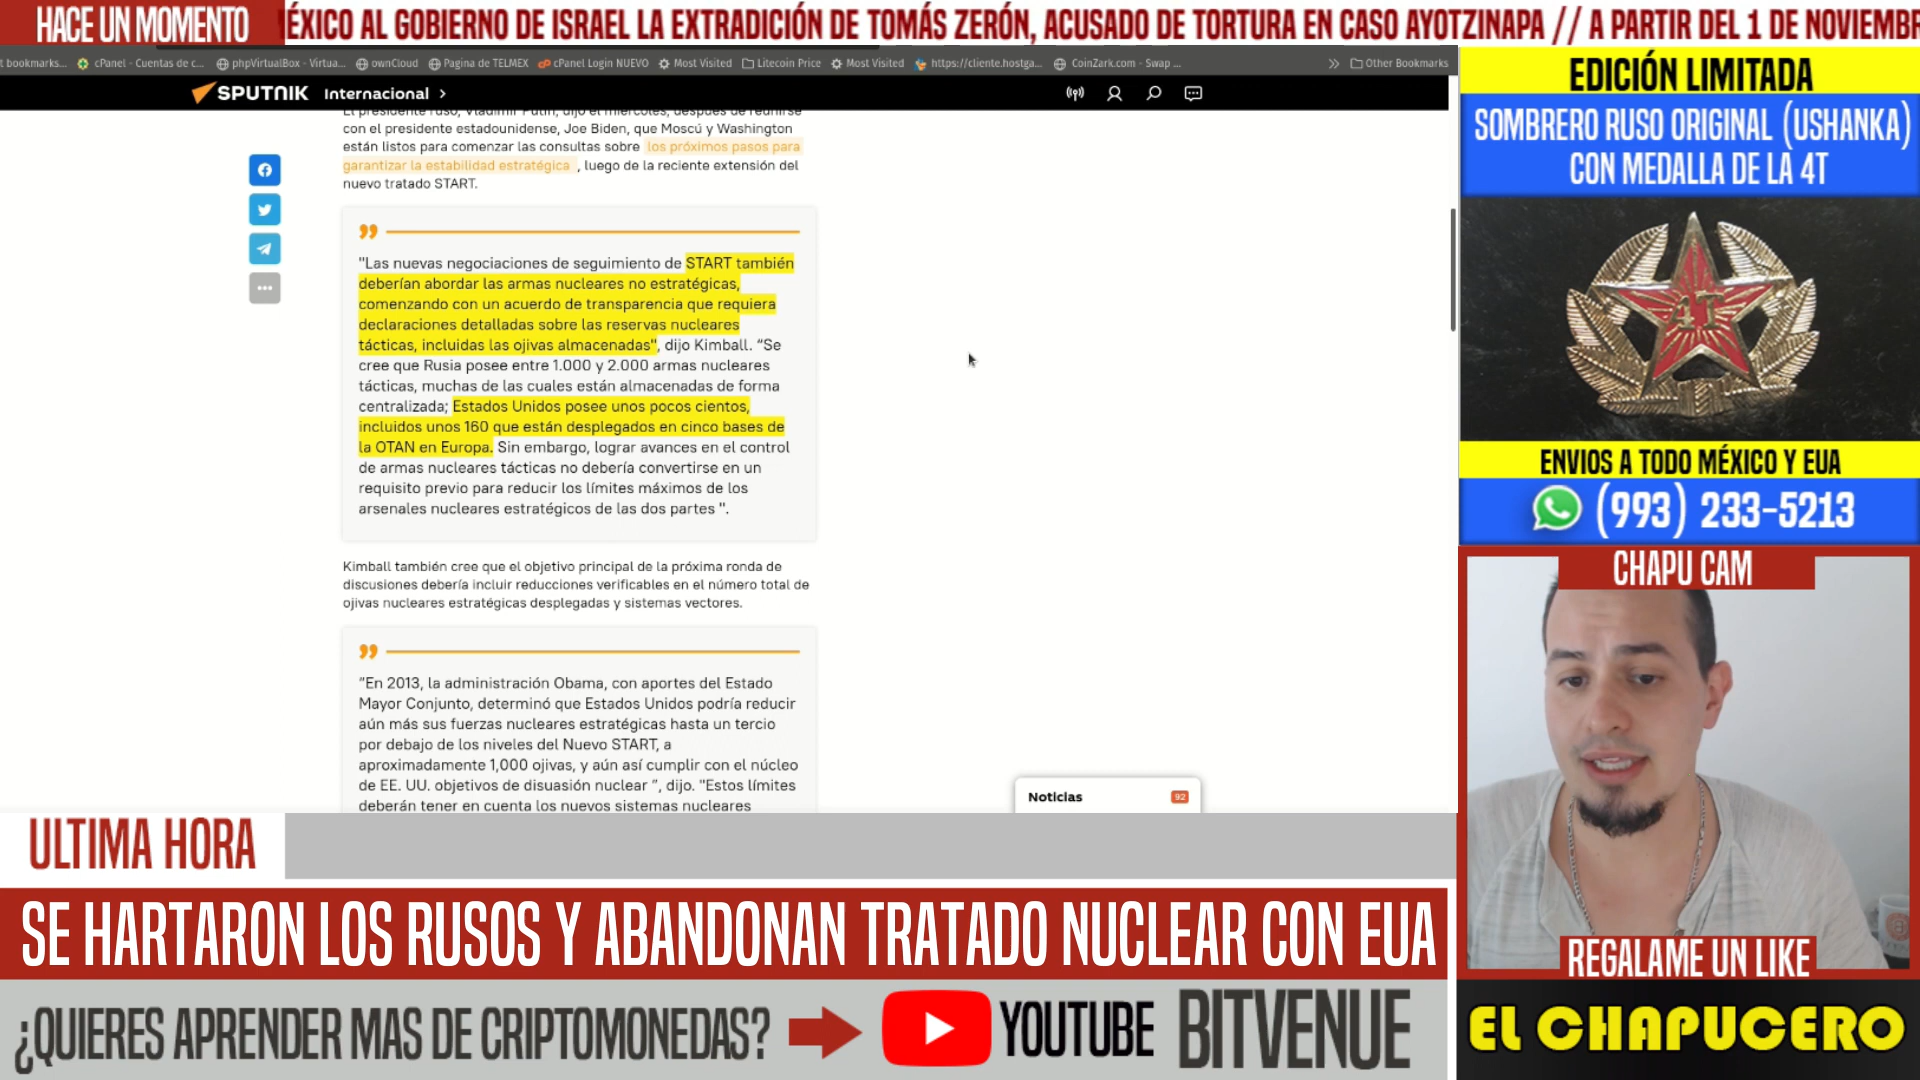 HACE UN MOMENTO
ÉXICO AL GOBIERNO DE ISRAEL LA EXTRADICIÓN DE TOMÁS ZERÓN, ACUSADO DE TORTURA EN CASO AYOTZINAPA // A PARTIR DEL 1 DE NOVIEMBR
t bookmarks...
cPanel - Cuentas de c...
phpVirtualBox - Virtua...
ownCloud
Pagina de TELMEX
cPanel Login NUEVO
Most Visited
Litecoin Price
Most Visited
https://cliente.hostga...
CoinZark.com - Swap ...
Other Bookmarks
SPUTNIK Internacional
El presidente ruso, Vladímir Putin, dijo el miércoles, después de reunirse
con el presidente estadounidense, Joe Biden, que Moscú y Washington
están listos para comenzar las consultas sobre los próximos pasos para
garantizar la estabilidad estratégica , luego de la reciente extensión del
nuevo tratado START.
"Las nuevas negociaciones de seguimiento de START también
deberían abordar las armas nucleares no estratégicas,
comenzando con un acuerdo de transparencia que requiera
declaraciones detalladas sobre las reservas nucleares
tácticas, incluidas las ojivas almacenadas", dijo Kimball. “Se
cree que Rusia posee entre 1.000 y 2.000 armas nucleares
tácticas, muchas de las cuales están almacenadas de forma
centralizada; Estados Unidos posee unos pocos cientos,
incluidos unos 160 que están desplegados en cinco bases de
la OTAN en Europa. Sin embargo, lograr avances en el control
de armas nucleares tácticas no debería convertirse en un
requisito previo para reducir los límites máximos de los
arsenales nucleares estratégicos de las dos partes ".
Kimball también cree que el objetivo principal de la próxima ronda de
discusiones debería incluir reducciones verificables en el número total de
ojivas nucleares estratégicas desplegadas y sistemas vectores.
“En 2013, la administración Obama, con aportes del Estado
Mayor Conjunto, determinó que Estados Unidos podría reducir
aún más sus fuerzas nucleares estratégicas hasta un tercio
por debajo de los niveles del Nuevo START, a
aproximadamente 1,000 ojivas, y aún así cumplir con el núcleo
de EE. UU. objetivos de disuasión nuclear ”, dijo. "Estos límites
deberán tener en cuenta los nuevos sistemas nucleares
Noticias 92
EDICIÓN LIMITADA
SOMBRERO RUSO ORIGINAL (USHANKA)
CON MEDALLA DE LA 4T
4T
ENVIOS A TODO MÉXICO Y EUA
(993) 233-5213
CHAPU CAM
REGALAME UN LIKE
EL CHAPUCERO
ULTIMA HORA
SE HARTARON LOS RUSOS Y ABANDONAN TRATADO NUCLEAR CON EUA
¿QUIERES APRENDER MAS DE CRIPTOMONEDAS?
YOUTUBE BITVENUE